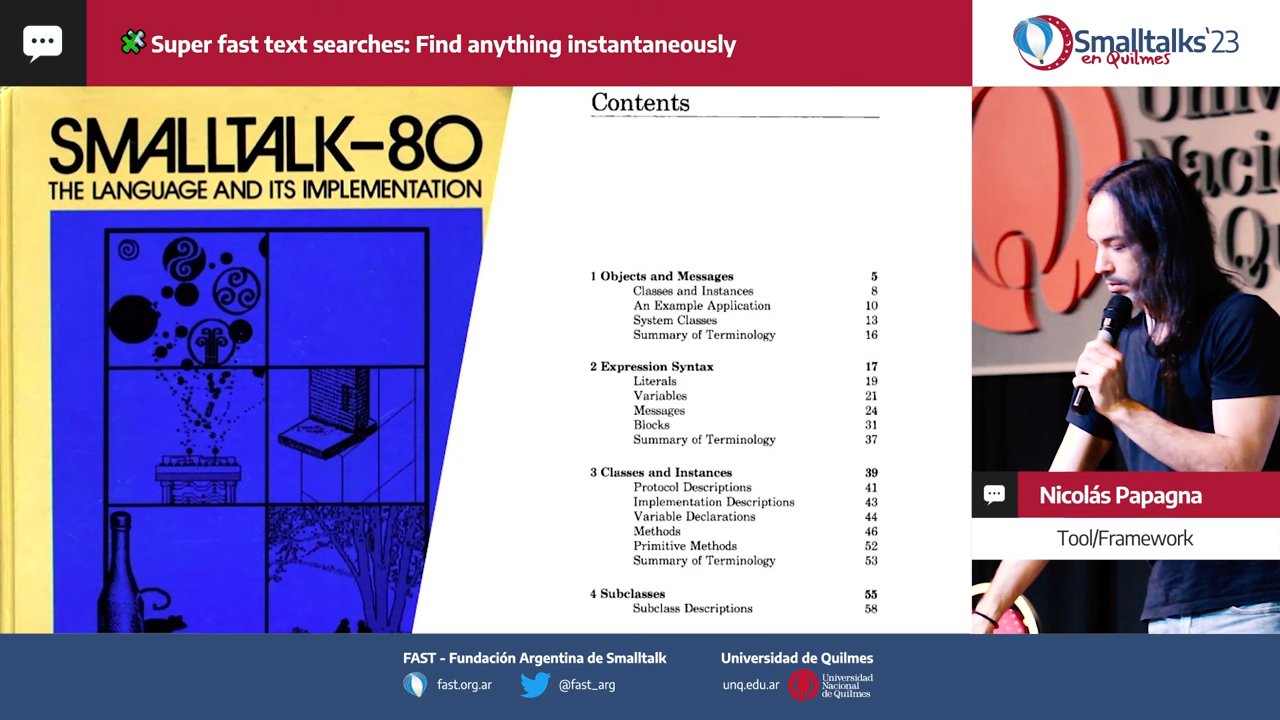 Super fast text searches: Find anything instantaneously
Smalltalks'23
en Quilmes
SMALLTALK-80
THE LANGUAGE AND ITS IMPLEMENTATION
Contents
1 Objects and Messages 5
Classes and Instances 8
An Example Application 10
System Classes 13
Summary of Terminology 16
2 Expression Syntax 17
Literals 19
Variables 21
Messages 24
Blocks 31
Summary of Terminology 37
3 Classes and Instances 39
Protocol Descriptions 41
Implementation Descriptions 43
Variable Declarations 44
Methods 46
Primitive Methods 52
Summary of Terminology 53
4 Subclasses 55
Subclass Descriptions 58
Nicolás Papagna
Tool/Framework
FAST - Fundación Argentina de Smalltalk
fast.org.ar
@fast_arg
Universidad de Quilmes
unq.edu.ar
Universidad
Nacional
de Quilmes